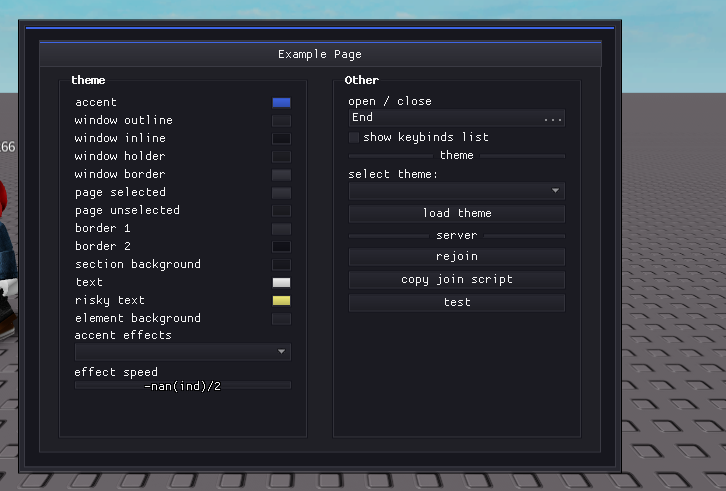 Example Page
theme
accent
window outline
window inline
window holder
window border
page selected
page unselected
border 1
border 2
section background
text
risky text
element background
accent effects
effect speed
-nan(ind)/2
Other
open / close
End ...
show keybinds list
theme
select theme:
load theme
server
rejoin
copy join script
test
66